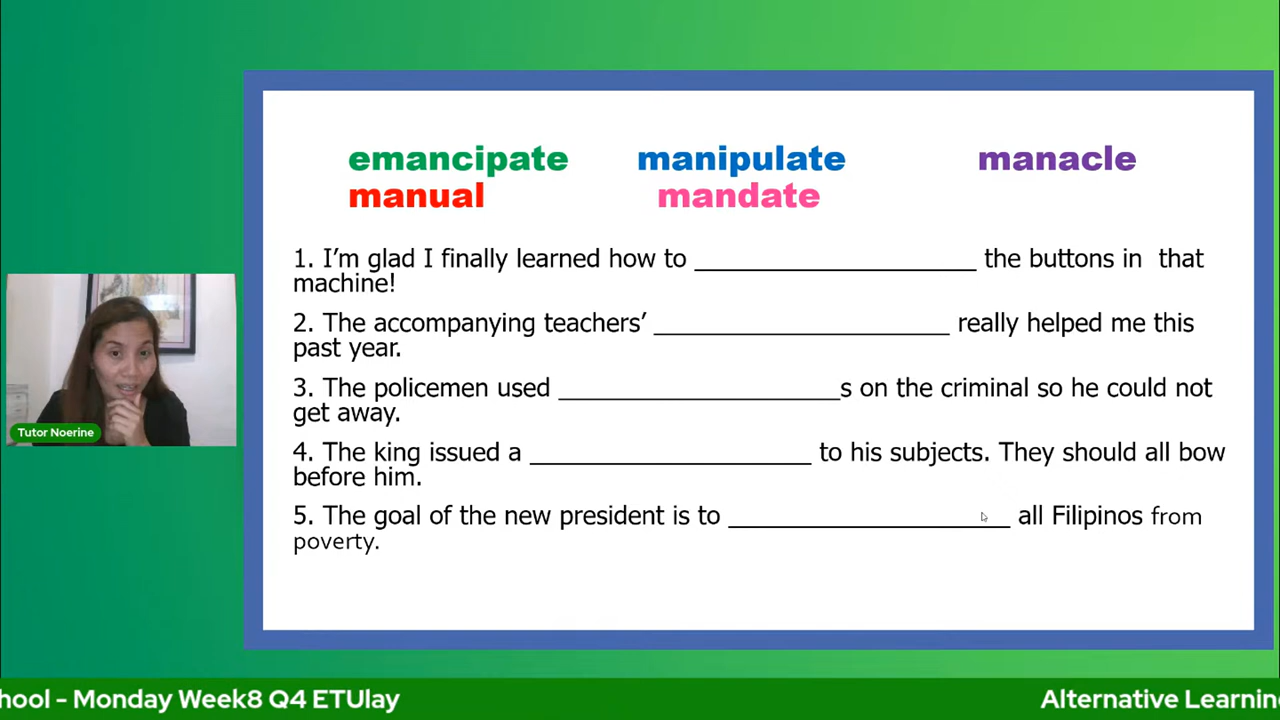 emancipate manipulate manacle
manual mandate
1. I'm glad I finally learned how to ____________________ the buttons in that
machine!
2. The accompanying teachers' _____________________ really helped me this
past year.
3. The policemen used ____________________s on the criminal so he could not
get away.
4. The king issued a ____________________ to his subjects. They should all bow
before him.
5. The goal of the new president is to ____________________ all Filipinos from
poverty.
Tutor Noerine
hool - Monday Week8 Q4 ETUlay
Alternative Learnin